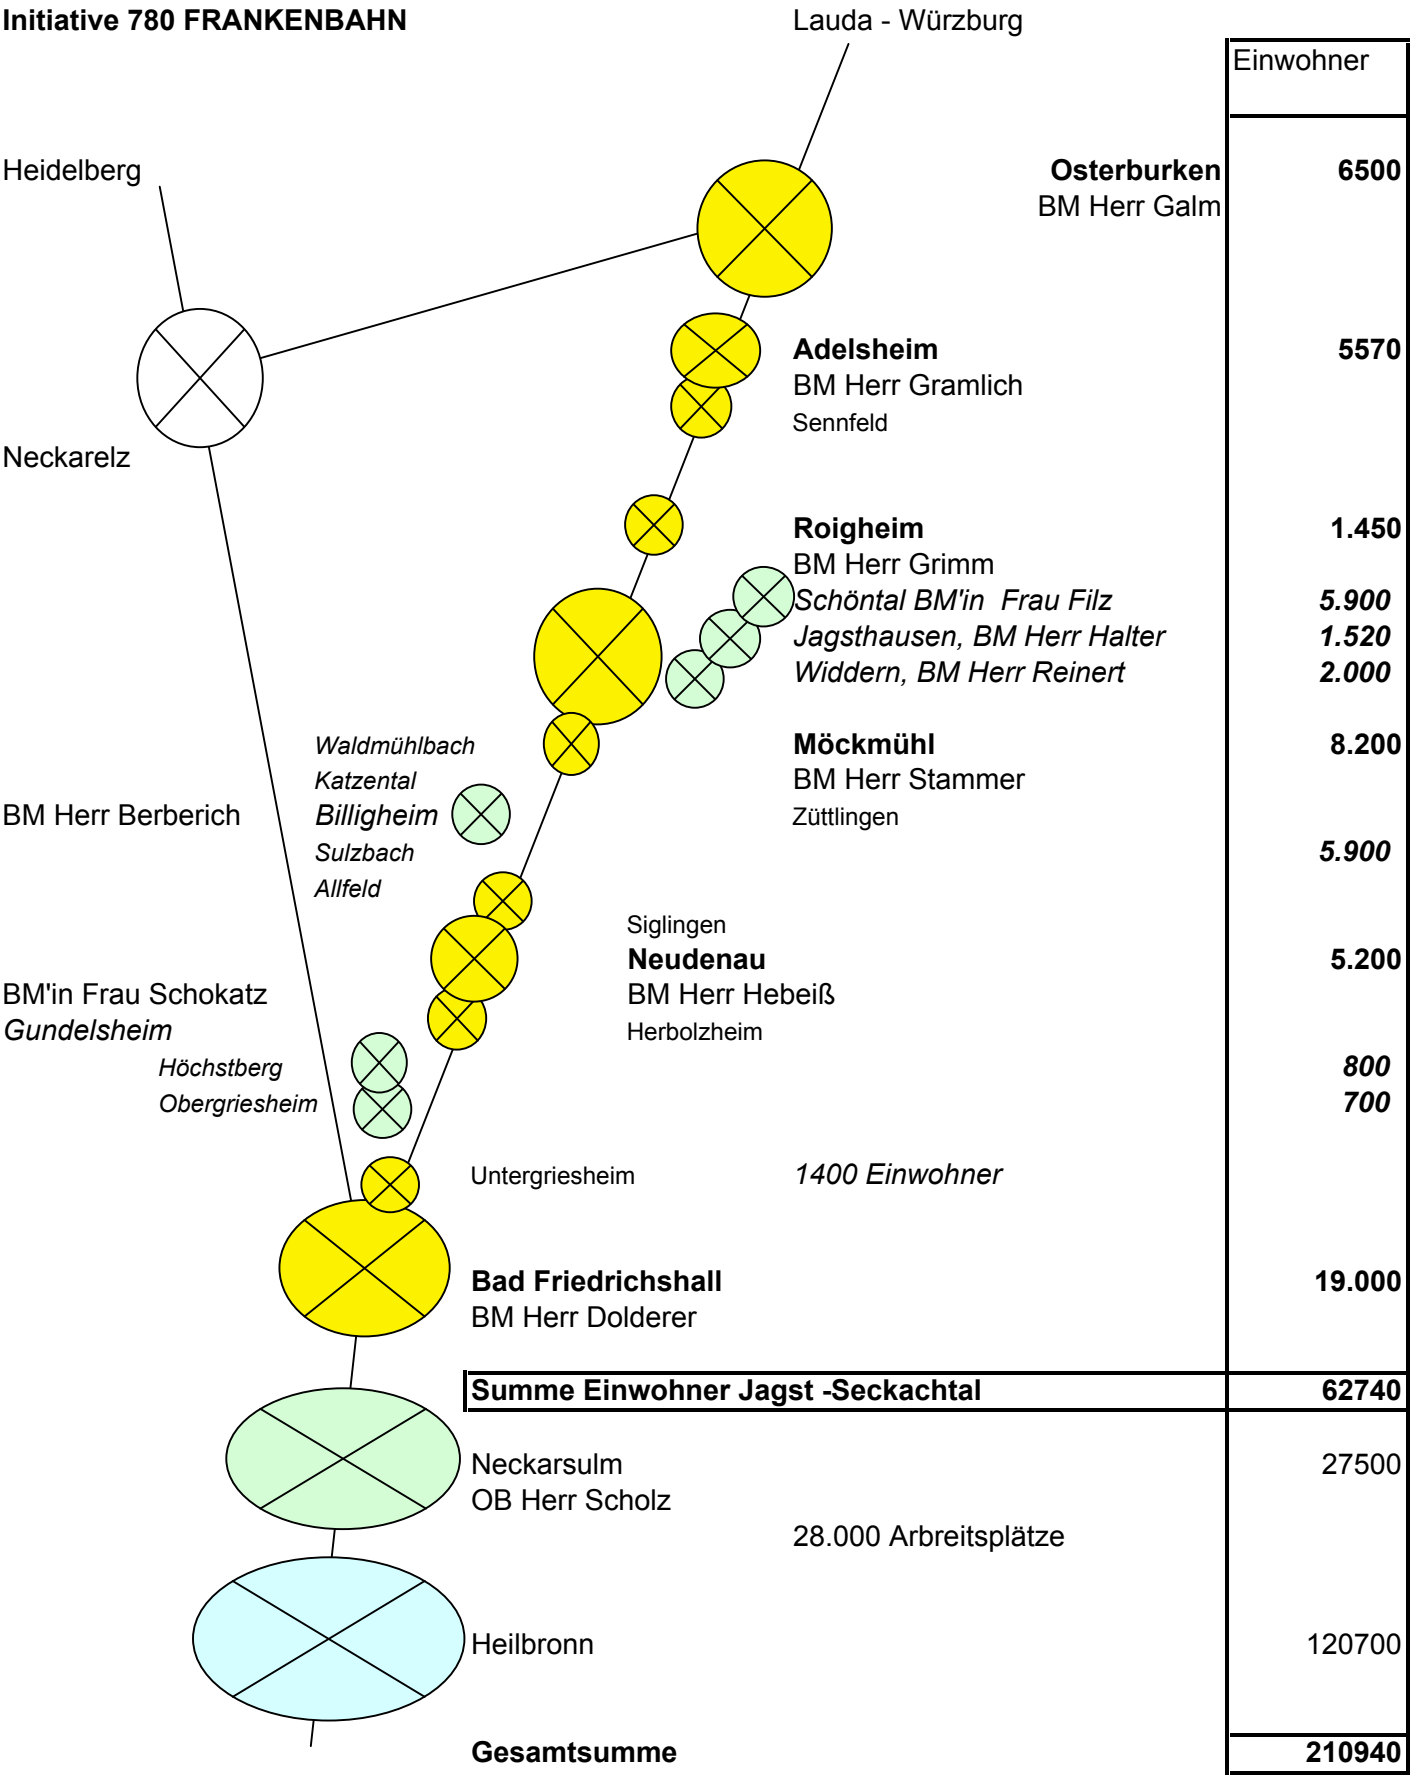 Initiative 780 FRANKENBAHN
Lauda - Würzburg
Einwohner
Heidelberg
Osterburken 6500
BM Herr Galm
Adelsheim 5570
BM Herr Gramlich
Sennfeld
Neckarelz
Roigheim 1.450
BM Herr Grimm
Schöntal BM'in Frau Filz 5.900
Jagsthausen, BM Herr Halter 1.520
Widdern, BM Herr Reinert 2.000
Waldmühlbach
Möckmühl 8.200
Katzental
BM Herr Stammer
BM Herr Berberich
Billigheim
Züttlingen
Sulzbach
5.900
Allfeld
Siglingen
Neudenau 5.200
BM'in Frau Schokatz
BM Herr Hebeiß
Gundelsheim
Herbolzheim
Höchstberg 800
Obergriesheim 700
Untergriesheim 1400 Einwohner
Bad Friedrichshall 19.000
BM Herr Dolderer
Summe Einwohner Jagst -Seckachtal 62740
Neckarsulm 27500
OB Herr Scholz
28.000 Arbreitsplätze
Heilbronn 120700
Gesamtsumme 210940